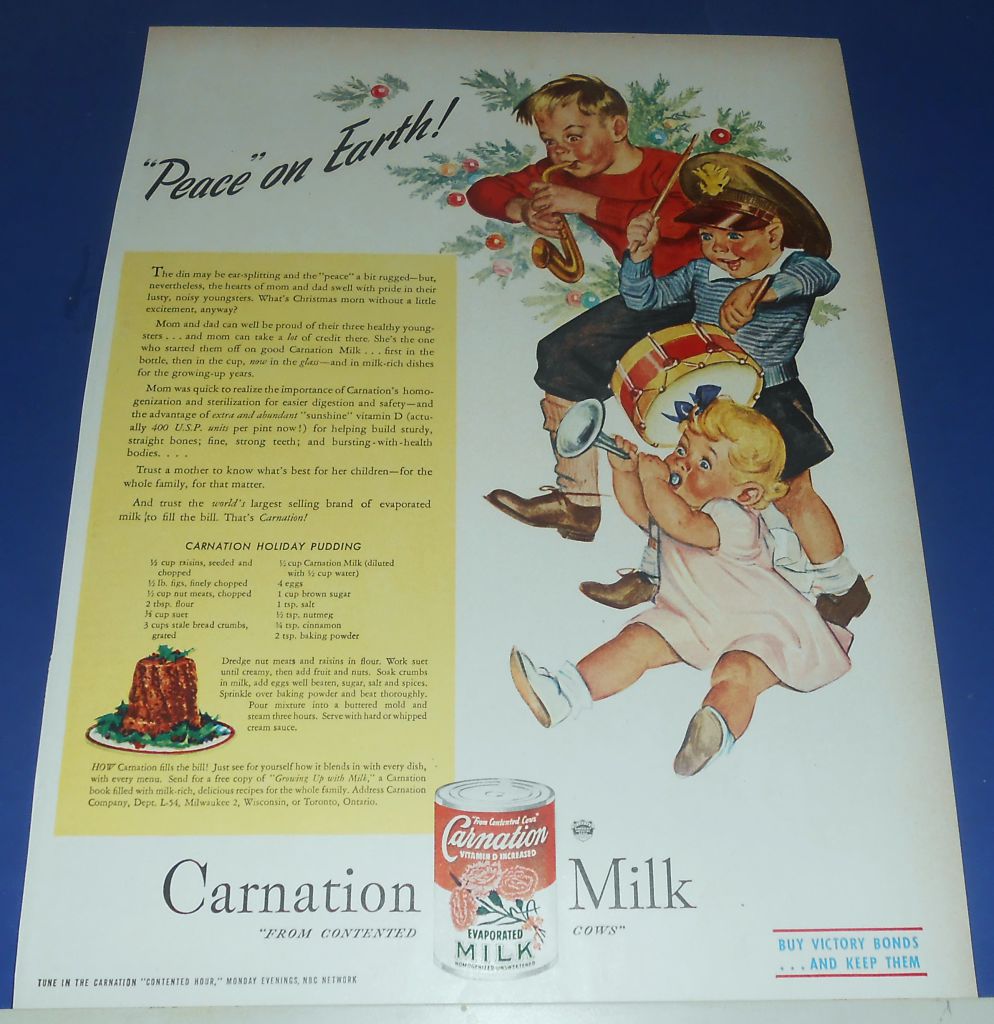 "Peace" on Earth!
The din may be ear-splitting and the "peace" a bit rugged—but,
nevertheless, the hearts of mom and dad swell with pride in their
lusty, noisy youngsters. What's Christmas morn without a little
excitement, anyway?
Mom and dad can well be proud of their three healthy young-
sters . . . and mom can take a lot of credit there. She's the one
who started them off on good Carnation Milk . . . first in the
bottle, then in the cup, now in the glass—and in milk-rich dishes
for the growing-up years.
Mom was quick to realize the importance of Carnation's homo-
genization and sterilization for easier digestion and safety—and
the advantage of extra and abundant "sunshine" vitamin D (actu-
ally 400 U.S.P. units per pint now!) for helping build sturdy,
straight bones; fine, strong teeth; and bursting-with-health
bodies. . . .
Trust a mother to know what's best for her children—for the
whole family, for that matter.
And trust the world's largest selling brand of evaporated
milk to fill the bill. That's Carnation!
CARNATION HOLIDAY PUDDING
½ cup raisins, seeded and
chopped
½ lb. figs, finely chopped
½ cup nut meats, chopped
2 tbsp. flour
cup suet
3 cups stale bread crumbs,
grated
½ cup Carnation Milk (diluted
with ½ cup water)
4 eggs
1 cup brown sugar
1 tsp. salt
½ tsp. nutmeg
¾ tsp. cinnamon
2 tsp. baking powder
Dredge nut meats and raisins in flour. Work suet
until creamy, then add fruit and nuts. Soak crumbs
in milk, add eggs well beaten, sugar, salt and spices.
Sprinkle over baking powder and beat thoroughly.
Pour mixture into a buttered mold and
steam three hours. Serve with hard or whipped
cream sauce.
HOW Carnation fills the bill! Just see for yourself how it blends in with every dish,
with every menu. Send for a free copy of "Growing Up with Milk," a Carnation
book filled with milk-rich, delicious recipes for the whole family. Address Carnation
Company, Dept. L-54, Milwaukee 2, Wisconsin, or Toronto, Ontario.
"From Contented Cows"
Carnation
VITAMIN D INCREASED
EVAPORATED
MILK
HOMOGENIZED UNSWEETENED
Carnation Milk
"FROM CONTENTED COWS"
BUY VICTORY BONDS
. . . AND KEEP THEM
TUNE IN THE CARNATION "CONTENTED HOUR," MONDAY EVENINGS, NBC NETWORK